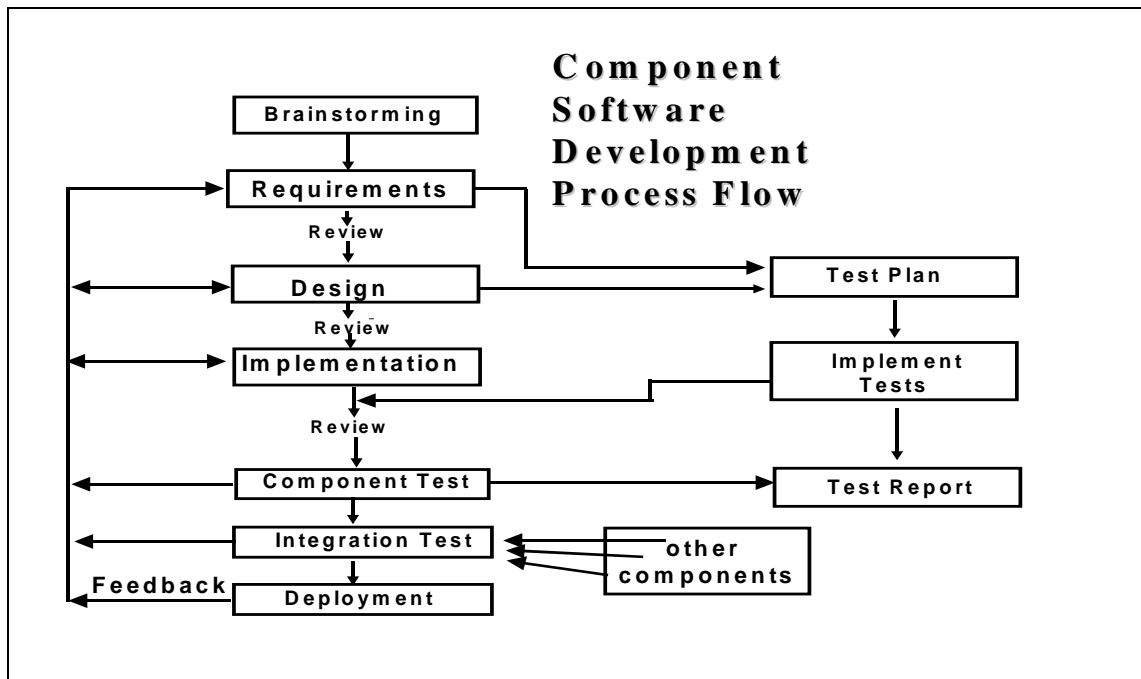 Component
Software
Development
Process Flow
Brainstorming
Requirements
Review
Design
Review
Implementation
Review
Component Test
Integration Test
Feedback
Deployment
Test Plan
Implement
Tests
Test Report
other
components